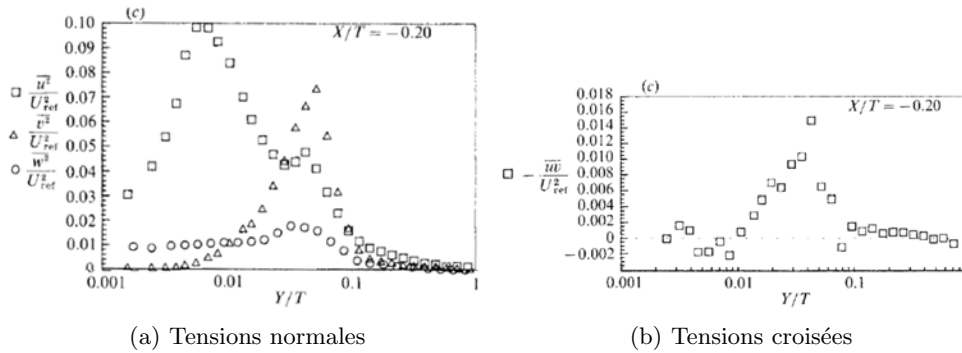 (c)
X/T = −0.20
0.10
0.09
0.08
0.07
0.06
0.05
0.04
0.03
0.02
0.01
0
□ u² / U²ref
△ v² / U²ref
○ w² / U²ref
0.001
0.01
0.1
1
Y/T
(a) Tensions normales
(c)
X/T = −0.20
0.018
0.016
0.014
0.012
0.010
0.008
0.006
0.004
0.002
0
−0.002
□ − uv / U²ref
0.001
0.01
0.1
Y/T
(b) Tensions croisées